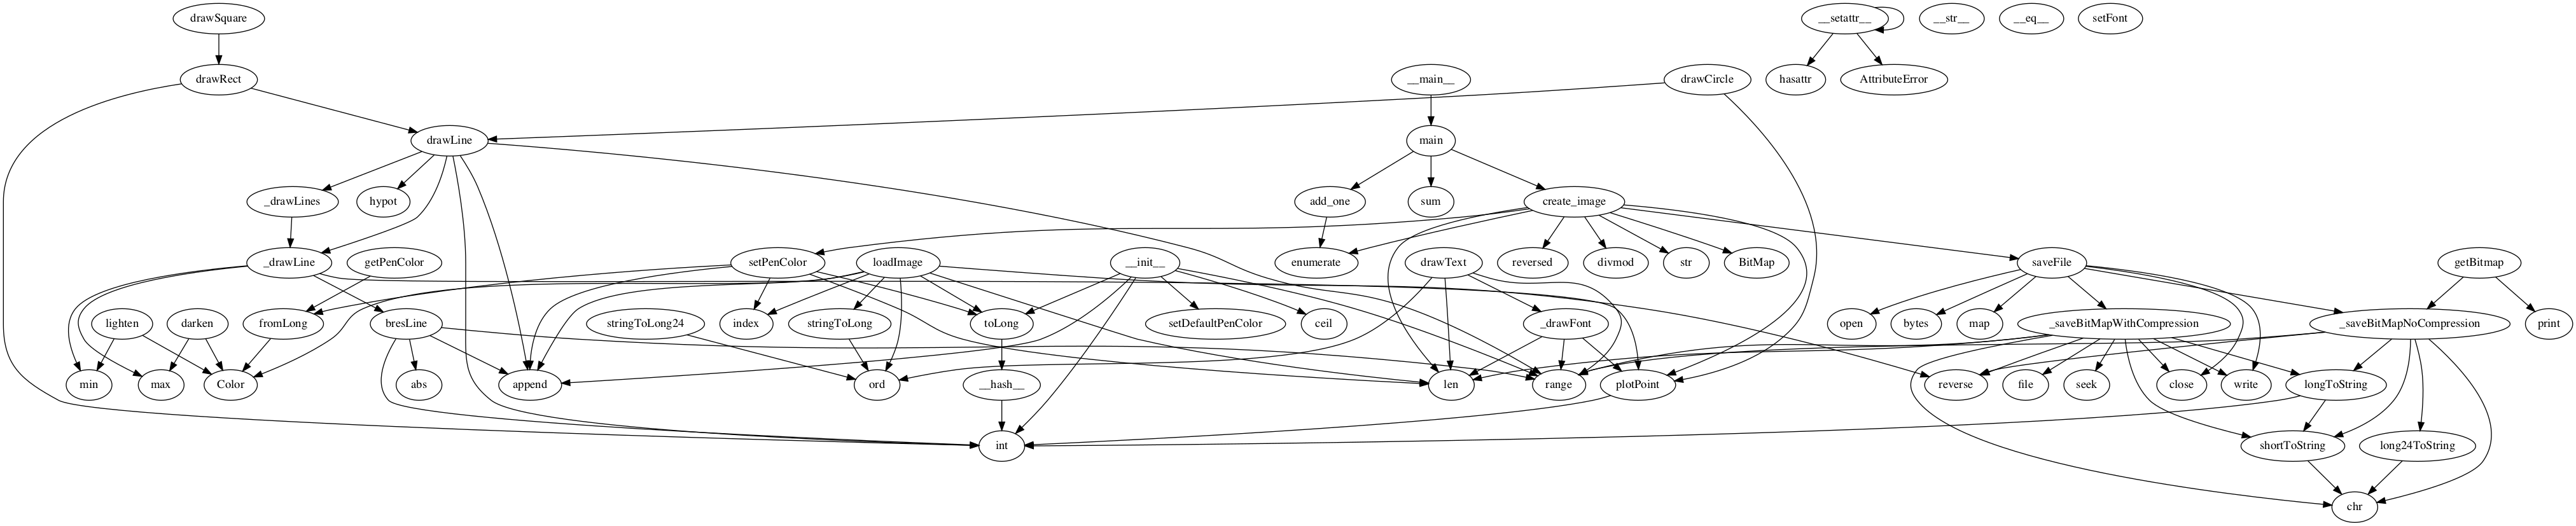 drawSquare
__setattr__
__str__
__eq__
setFont
drawRect
__main__
drawCircle
hasattr
AttributeError
drawLine
main
_drawLines
hypot
add_one
sum
create_image
_drawLine
getPenColor
setPenColor
loadImage
__init__
enumerate
drawText
reversed
divmod
str
BitMap
saveFile
getBitmap
lighten
darken
fromLong
bresLine
stringToLong24
index
stringToLong
toLong
setDefaultPenColor
ceil
_drawFont
open
bytes
map
_saveBitMapWithCompression
_saveBitMapNoCompression
print
min
max
Color
abs
append
ord
__hash__
len
range
plotPoint
reverse
file
seek
close
write
longToString
int
shortToString
long24ToString
chr